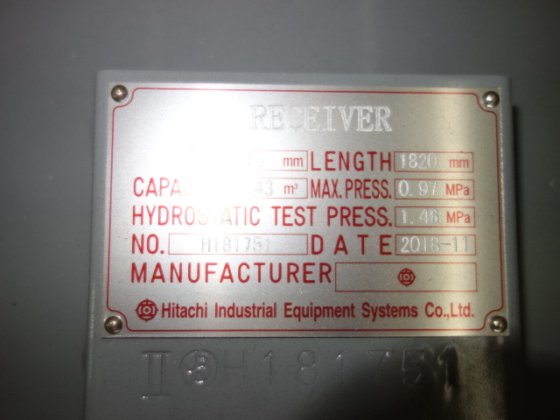 RECEIVER
mm LENGTH 1820 mm
m³ MAX. PRESS. 0.97 MPa
HYDROSTATIC TEST PRESS. 1.46 MPa
NO. H181751 DATE 2018-11
MANUFACTURER
Hitachi Industrial Equipment Systems Co.,Ltd.
H181751